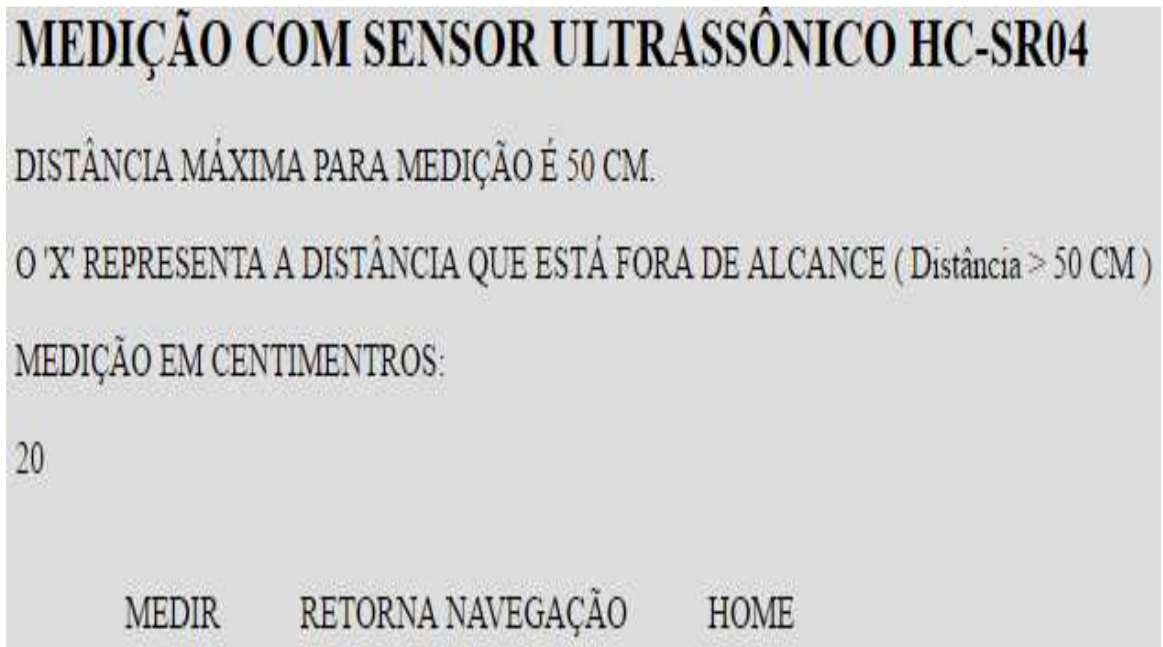 MEDIÇÃO COM SENSOR ULTRASSÔNICO HC-SR04
DISTÂNCIA MÁXIMA PARA MEDIÇÃO É 50 CM.
O 'X' REPRESENTA A DISTÂNCIA QUE ESTÁ FORA DE ALCANCE ( Distância > 50 CM )
MEDIÇÃO EM CENTIMENTROS:
20
MEDIR RETORNA NAVEGAÇÃO HOME